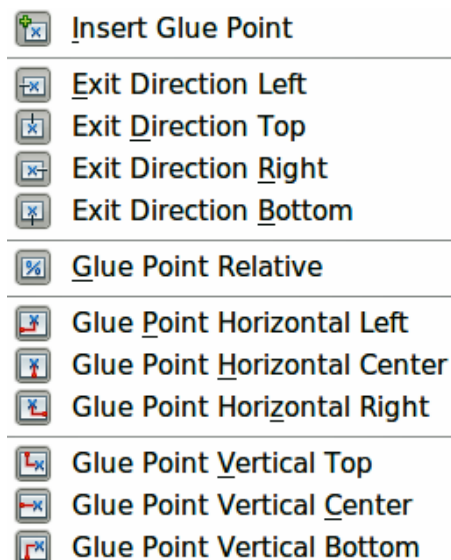 Insert Glue Point
Exit Direction Left
Exit Direction Top
Exit Direction Right
Exit Direction Bottom
Glue Point Relative
Glue Point Horizontal Left
Glue Point Horizontal Center
Glue Point Horizontal Right
Glue Point Vertical Top
Glue Point Vertical Center
Glue Point Vertical Bottom